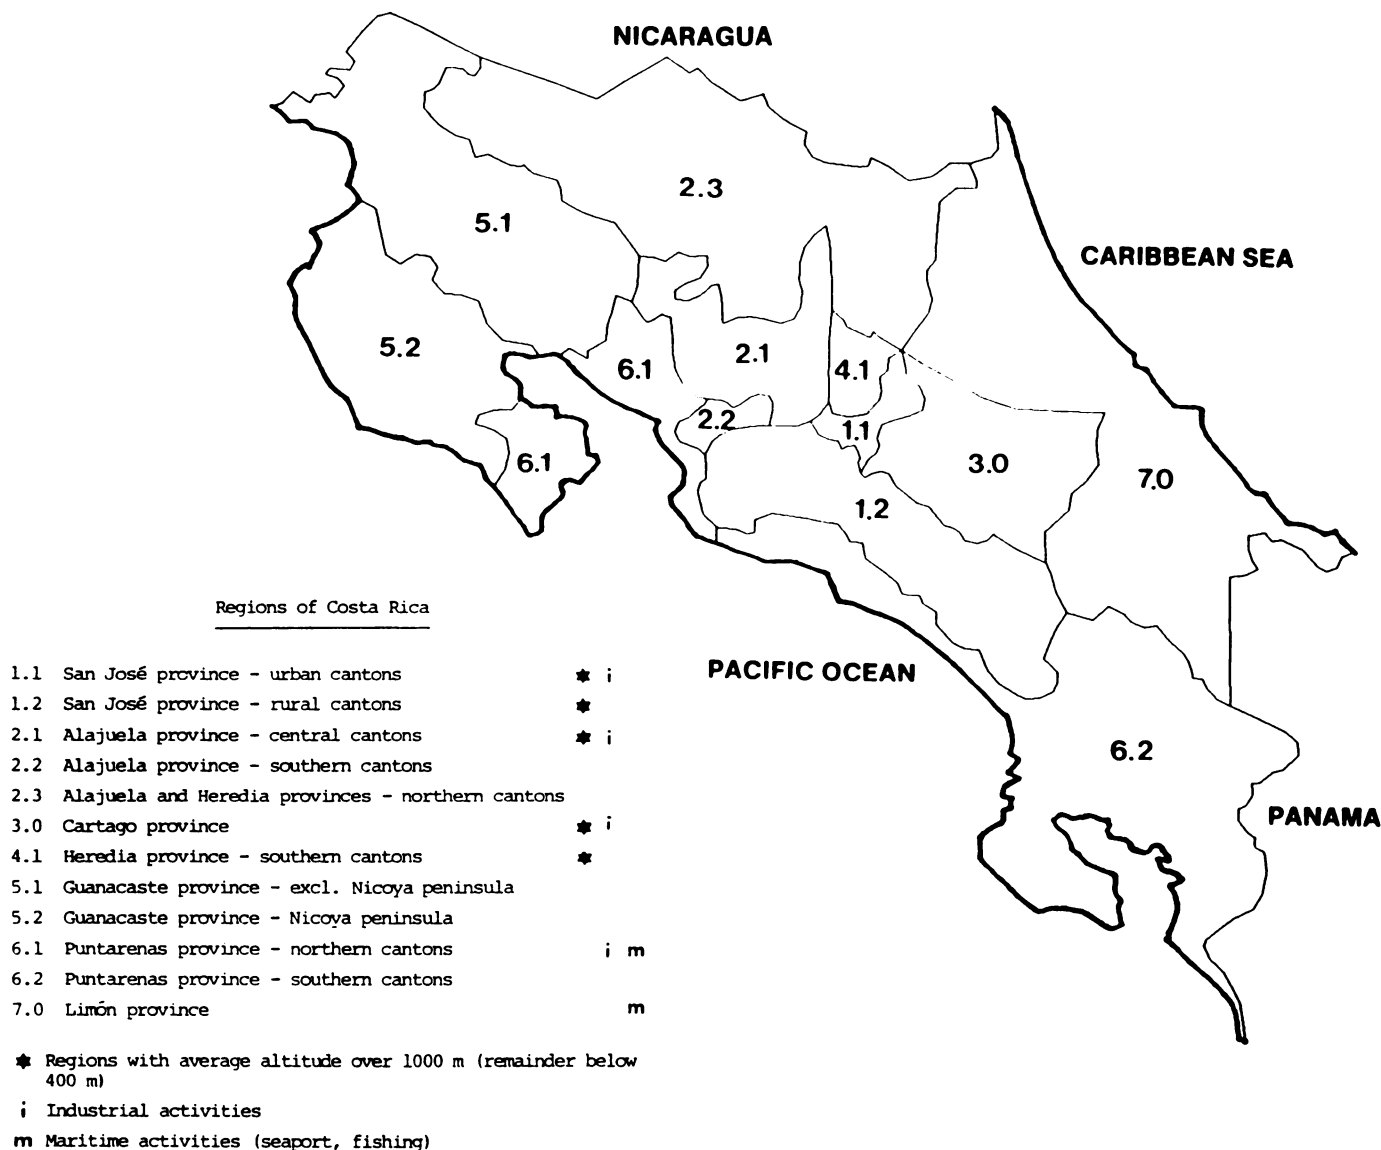 NICARAGUA
2.3
5.1
CARIBBEAN SEA
5.2
6.1
2.1
4.1
2.2
1.1
6.1
3.0
7.0
1.2
Regions of Costa Rica
PACIFIC OCEAN
6.2
PANAMA
1.1 San José province - urban cantons * i
1.2 San José province - rural cantons *
2.1 Alajuela province - central cantons * i
2.2 Alajuela province - southern cantons
2.3 Alajuela and Heredia provinces - northern cantons
3.0 Cartago province * i
4.1 Heredia province - southern cantons *
5.1 Guanacaste province - excl. Nicoya peninsula
5.2 Guanacaste province - Nicoya peninsula
6.1 Puntarenas province - northern cantons i m
6.2 Puntarenas province - southern cantons
7.0 Limón province m
* Regions with average altitude over 1000 m (remainder below
400 m)
i Industrial activities
m Maritime activities (seaport, fishing)